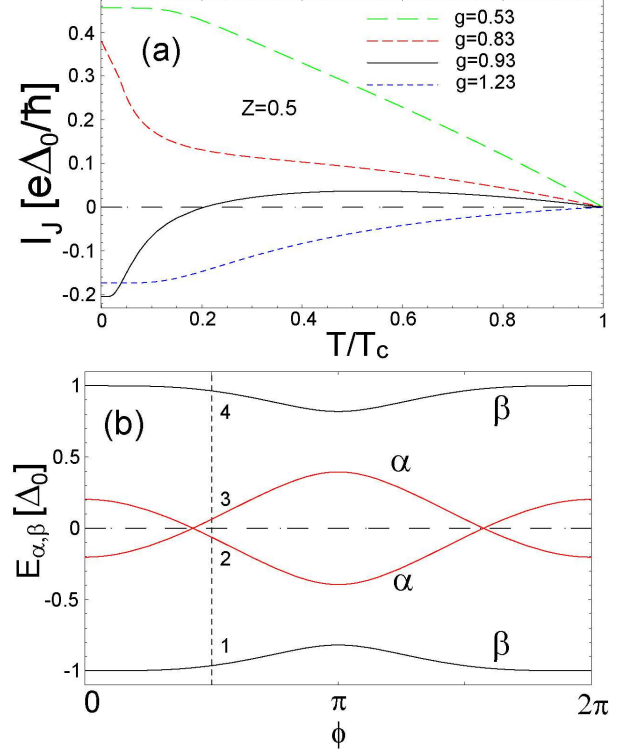 (a)
g=0.53
g=0.83
g=0.93
g=1.23
Z=0.5
0.4
0.3
0.2
0.1
0
-0.1
-0.2
I_J [eΔ₀/ħ]
0 0.2 0.4 0.6 0.8 1
T/T_c
(b)
1
0.5
0
-0.5
-1
E_α,β [Δ₀]
4 β
3 α
2 α
1 β
0 π 2π
ϕ